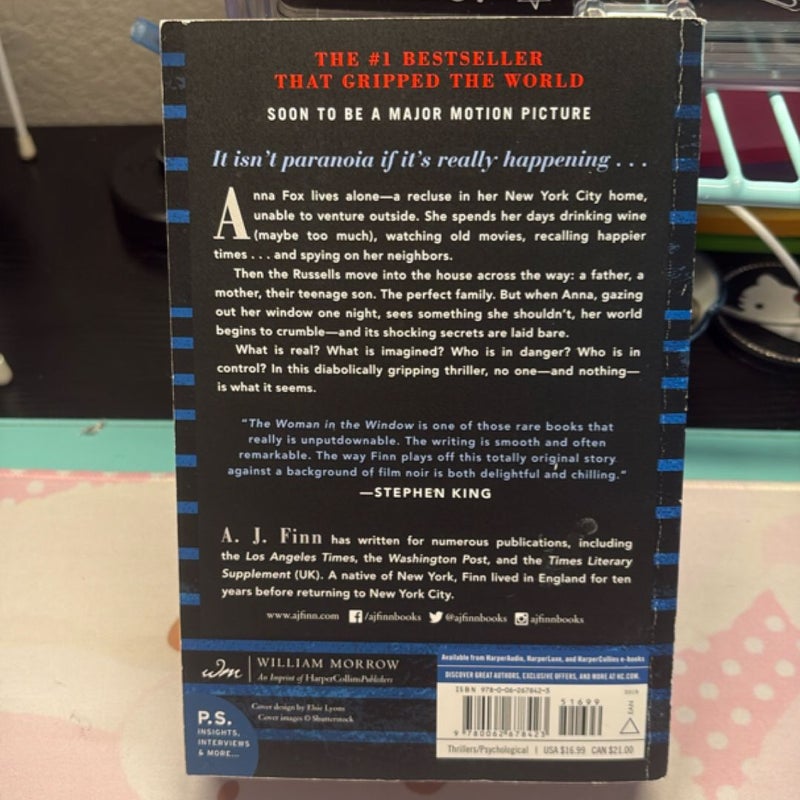 THE #1 BESTSELLER
THAT GRIPPED THE WORLD
SOON TO BE A MAJOR MOTION PICTURE
It isn't paranoia if it's really happening . . .
Anna Fox lives alone—a recluse in her New York City home,
unable to venture outside. She spends her days drinking wine
(maybe too much), watching old movies, recalling happier
times . . . and spying on her neighbors.
Then the Russells move into the house across the way: a father, a
mother, their teenage son. The perfect family. But when Anna, gazing
out her window one night, sees something she shouldn't, her world
begins to crumble—and its shocking secrets are laid bare.
What is real? What is imagined? Who is in danger? Who is in
control? In this diabolically gripping thriller, no one—and nothing—
is what it seems.
"The Woman in the Window is one of those rare books that
really is unputdownable. The writing is smooth and often
remarkable. The way Finn plays off this totally original story
against a background of film noir is both delightful and chilling."
—STEPHEN KING
A. J. Finn has written for numerous publications, including
the Los Angeles Times, the Washington Post, and the Times Literary
Supplement (UK). A native of New York, Finn lived in England for ten
years before returning to New York City.
www.ajfinn.com /ajfinnbooks @ajfinnbooks ajfinnbooks
wm WILLIAM MORROW
An Imprint of HarperCollinsPublishers
Available from HarperAudio, HarperLuxe, and HarperCollins e-books
DISCOVER GREAT AUTHORS, EXCLUSIVE OFFERS, AND MORE AT HC.COM.
Cover design by Elsie Lyons
Cover images © Shutterstock
P.S.
INSIGHTS,
INTERVIEWS
& MORE...
ISBN 978-0-06-267842-3
51699
EAN
9 780062 678423
Thrillers/Psychological USA $16.99 CAN $21.00